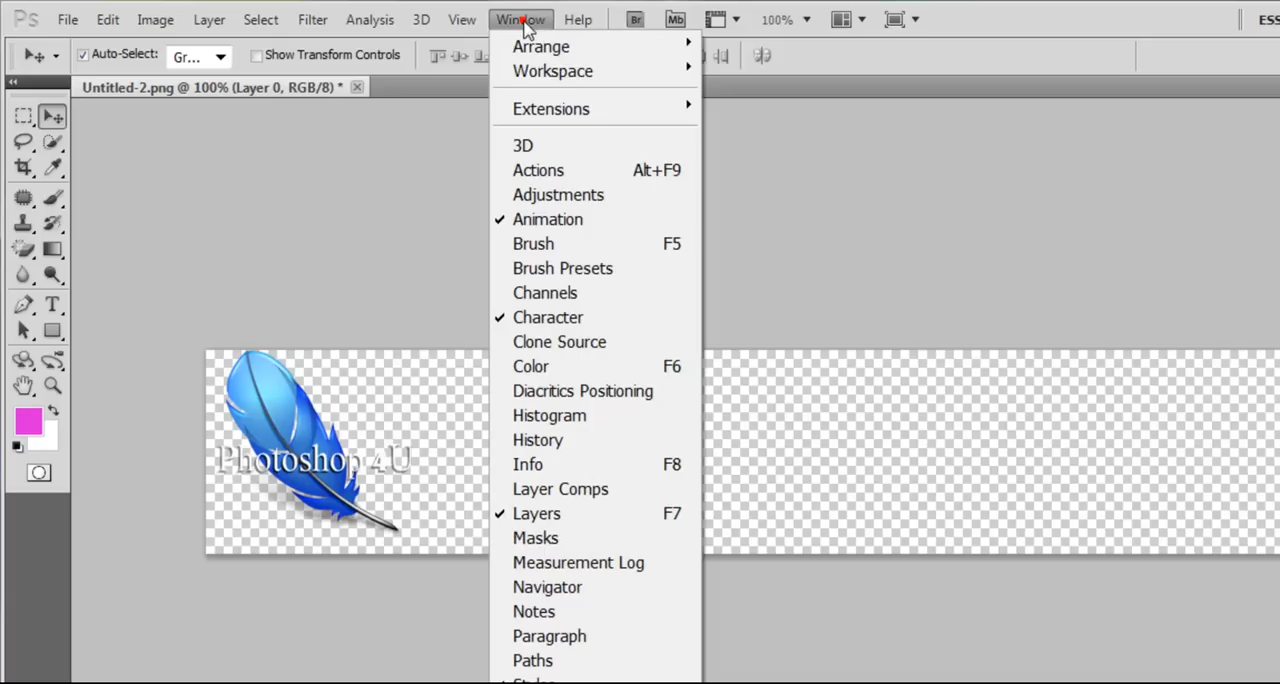 Ps File Edit Image Layer Select Filter Analysis 3D View Window Help Br Mb 100% ESS
Auto-Select: Gr... Show Transform Controls
Untitled-2.png @ 100% (Layer 0, RGB/8) *
Arrange
Workspace
Extensions
3D
Actions Alt+F9
Adjustments
Animation
Brush F5
Brush Presets
Channels
Character
Clone Source
Color F6
Diacritics Positioning
Histogram
History
Info F8
Layer Comps
Layers F7
Masks
Measurement Log
Navigator
Notes
Paragraph
Paths
T
Photoshop 4U